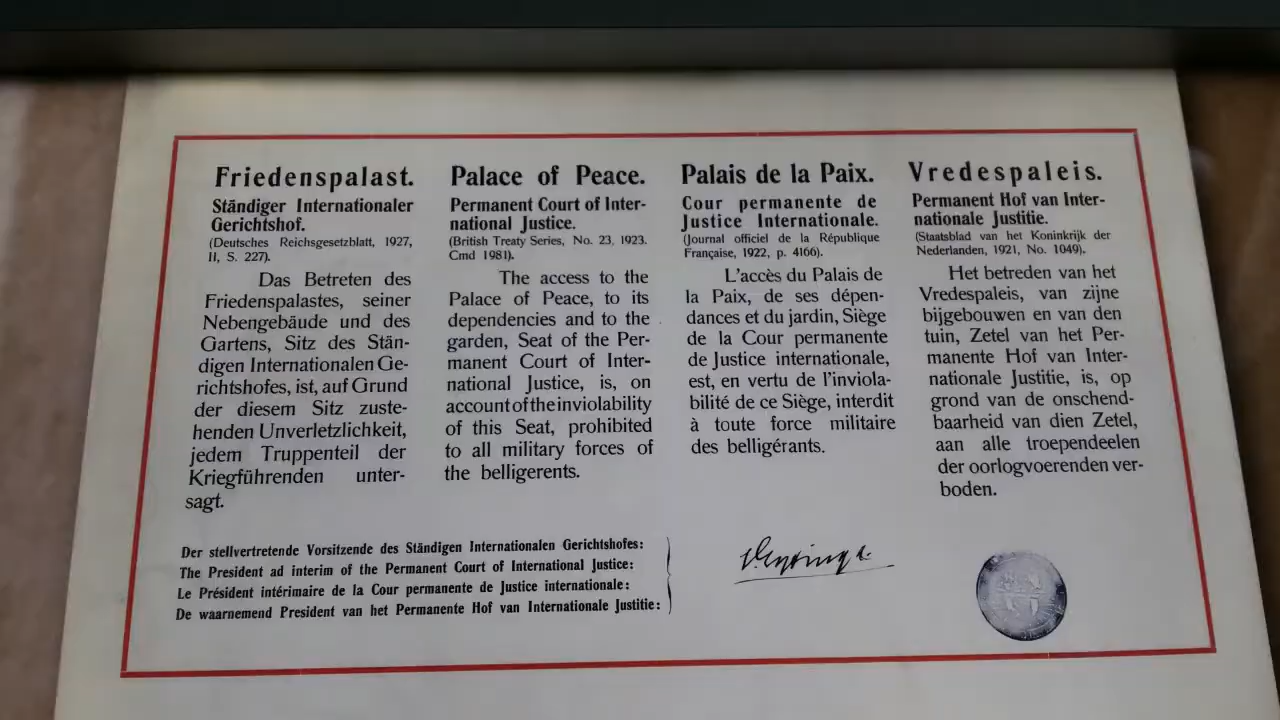 Friedenspalast.
Ständiger Internationaler
Gerichtshof.
(Deutsches Reichsgesetzblatt, 1927,
II, S. 227).
Das Betreten des
Friedenspalastes, seiner
Nebengebäude und des
Gartens, Sitz des Stän-
digen Internationalen Ge-
richtshofes, ist, auf Grund
der diesem Sitz zuste-
henden Unverletzlichkeit,
jedem Truppenteil der
Kriegführenden unter-
sagt.
Palace of Peace.
Permanent Court of Inter-
national Justice.
(British Treaty Series, No. 23, 1923.
Cmd 1981).
The access to the
Palace of Peace, to its
dependencies and to the
garden, Seat of the Per-
manent Court of Inter-
national Justice, is, on
account of the inviolability
of this Seat, prohibited
to all military forces of
the belligerents.
Palais de la Paix.
Cour permanente de
Justice Internationale.
(Journal officiel de la République
Française, 1922, p. 4166).
L'accès du Palais de
la Paix, de ses dépen-
dances et du jardin, Siège
de la Cour permanente
de Justice internationale,
est, en vertu de l'inviola-
bilité de ce Siège, interdit
à toute force militaire
des belligérants.
Vredespaleis.
Permanent Hof van Inter-
nationale Justitie.
(Staatsblad van het Koninkrijk der
Nederlanden, 1921, No. 1049).
Het betreden van het
Vredespaleis, van zijne
bijgebouwen en van den
tuin, Zetel van het Per-
manente Hof van Inter-
nationale Justitie, is, op
grond van de onschend-
baarheid van dien Zetel,
aan alle troependeelen
der oorlogvoerenden ver-
boden.
Der stellvertretende Vorsitzende des Ständigen Internationalen Gerichtshofes:
The President ad interim of the Permanent Court of International Justice:
Le Président intérimaire de la Cour permanente de Justice internationale:
De waarnemend President van het Permanente Hof van Internationale Justitie: